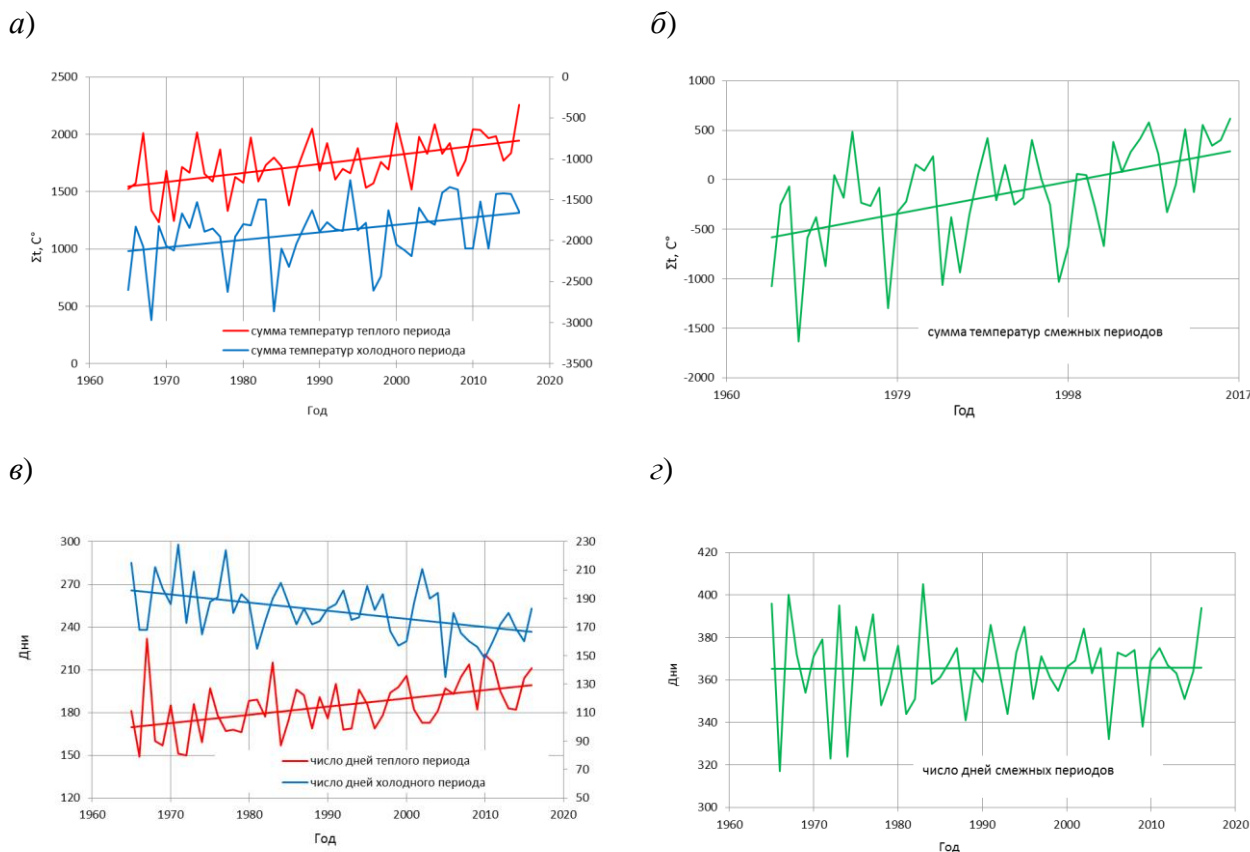 а)
б)
Σt, C°
2500
2000
1500
1000
500
0
0
-500
-1000
-1500
-2000
-2500
-3000
-3500
сумма температур теплого периода
сумма температур холодного периода
1960 1970 1980 1990 2000 2010 2020
Год
Σt, C°
1000
500
0
-500
-1000
-1500
-2000
сумма температур смежных периодов
1960 1979 1998 2017
Год
в)
г)
Дни
300
270
240
210
180
150
120
230
210
190
170
150
130
110
90
70
50
число дней теплого периода
число дней холодного периода
1960 1970 1980 1990 2000 2010 2020
Год
Дни
420
400
380
360
340
320
300
число дней смежных периодов
1960 1970 1980 1990 2000 2010 2020
Год